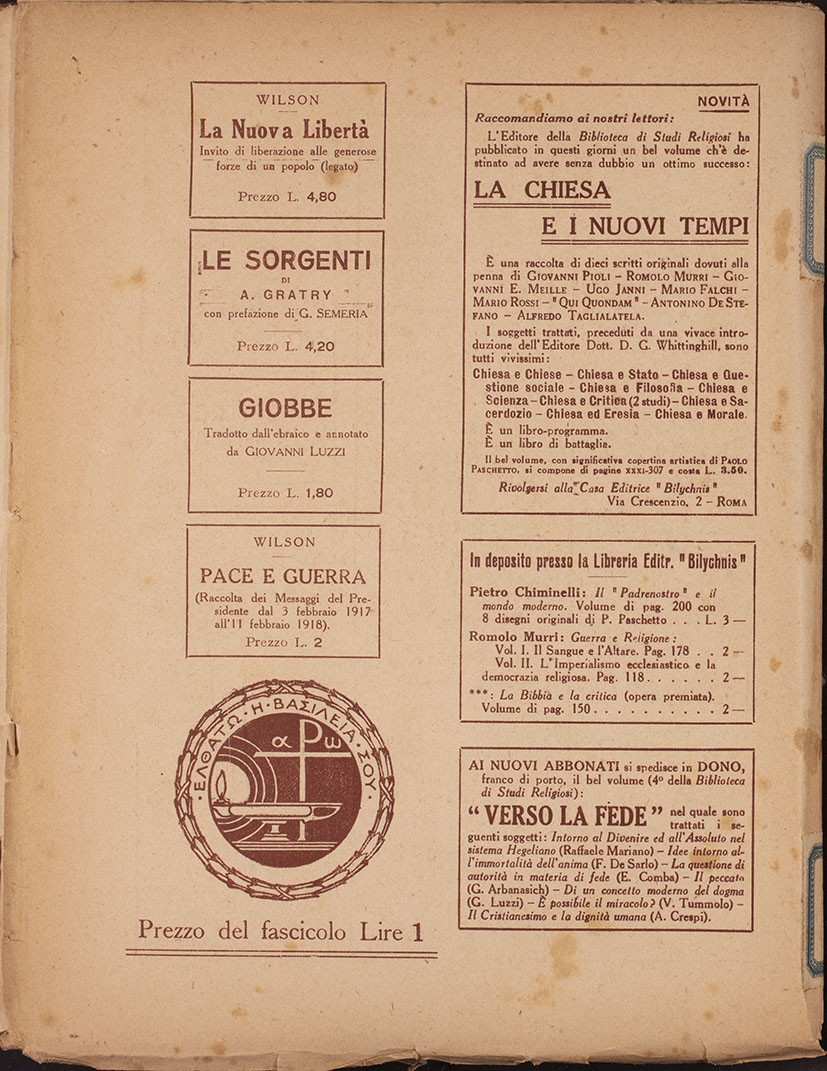 WILSON
La Nuova Libertà
Invito di liberazione alle generose
forze di un popolo (legato)
Prezzo L. 4,80
LE SORGENTI
DI
A. GRATRY
con prefazione di G. SEMERIA
Prezzo L. 4,20
GIOBBE
Tradotto dall'ebraico e annotato
da GIOVANNI LUZZI
Prezzo L. 1,80
WILSON
PACE E GUERRA
(Raccolta dei Messaggi del Pre-
sidente dal 3 febbraio 1917
all'11 febbraio 1918).
Prezzo L. 2
· ΕΛΘΑΤΩ · Η · ΒΑΣΙΛΕΙΑ · ΣΟΥ ·
α ω
Prezzo del fascicolo Lire 1
NOVITÀ
Raccomandiamo ai nostri lettori:
L'Editore della Biblioteca di Studi Religiosi ha
pubblicato in questi giorni un bel volume ch'è de-
stinato ad avere senza dubbio un ottimo successo:
LA CHIESA
E I NUOVI TEMPI
È una raccolta di dieci scritti originali dovuti alla
penna di GIOVANNI PIOLI – ROMOLO MURRI – GIO-
VANNI E. MEILLE – UGO JANNI – MARIO FALCHI –
MARIO ROSSI – "QUI QUONDAM" – ANTONINO DE STE-
FANO – ALFREDO TAGLIALATELA.
I soggetti trattati, preceduti da una vivace intro-
duzione dell'Editore Dott. D. G. Whittinghill, sono
tutti vivissimi:
Chiesa e Chiese – Chiesa e Stato – Chiesa e Que-
stione sociale – Chiesa e Filosofia – Chiesa e
Scienza – Chiesa e Critica (2 studi) – Chiesa e Sa-
cerdozio – Chiesa ed Eresia – Chiesa e Morale.
È un libro-programma.
È un libro di battaglia.
Il bel volume, con significativa copertina artistica di PAOLO
PASCHETTO, si compone di pagine XXXI-307 e costa L. 3.50.
Rivolgersi alla Casa Editrice "Bilychnis"
Via Crescenzio, 2 – ROMA
In deposito presso la Libreria Editr. "Bilychnis"
Pietro Chiminelli: Il "Padrenostro" e il
mondo moderno. Volume di pag. 200 con
8 disegni originali di P. Paschetto . . . L. 3 —
Romolo Murri: Guerra e Religione:
Vol. I. Il Sangue e l'Altare. Pag. 178 . . 2 —
Vol. II. L'Imperialismo ecclesiastico e la
democrazia religiosa. Pag. 118 . . . . . . 2 —
***: La Bibbia e la critica (opera premiata).
Volume di pag. 150 . . . . . . . . . . 2 —
AI NUOVI ABBONATI si spedisce in DONO,
franco di porto, il bel volume (4º della Biblioteca
di Studi Religiosi):
"VERSO LA FEDE" nel quale sono
trattati i se-
guenti soggetti: Intorno al Divenire ed all'Assoluto nel
sistema Hegeliano (Raffaele Mariano) – Idee intorno al-
l'immortalità dell'anima (F. De Sarlo) – La questione di
autorità in materia di fede (E. Comba) – Il peccato
(G. Arbanasich) – Di un concetto moderno del dogma
(G. Luzzi) – È possibile il miracolo? (V. Tummolo) –
Il Cristianesimo e la dignità umana (A. Crespi).